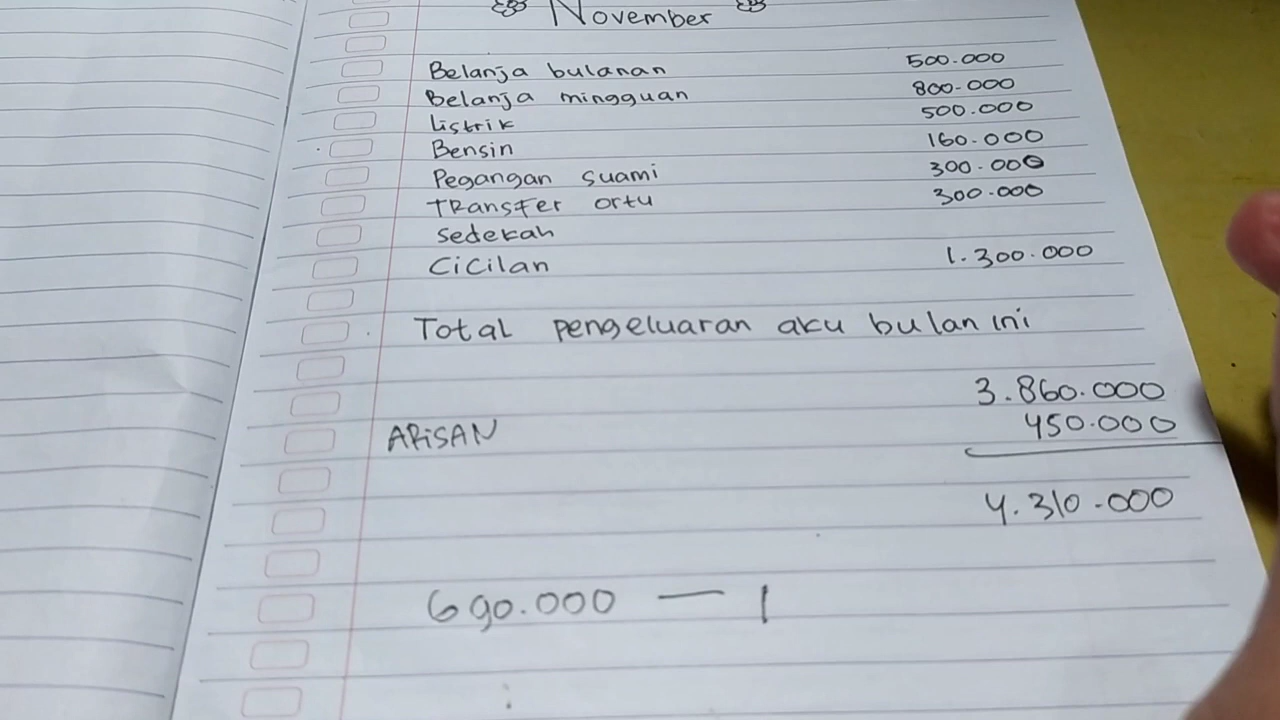 November
Belanja bulanan 500.000
Belanja mingguan 800.000
Listrik 500.000
Bensin 160.000
Pegangan suami 300.000
TRansfer ortu 300.000
Sedekah
Cicilan 1.300.000
Total pengeluaran aku bulan ini
3.860.000
ARiSAN 450.000
4.310.000
690.000 — 1